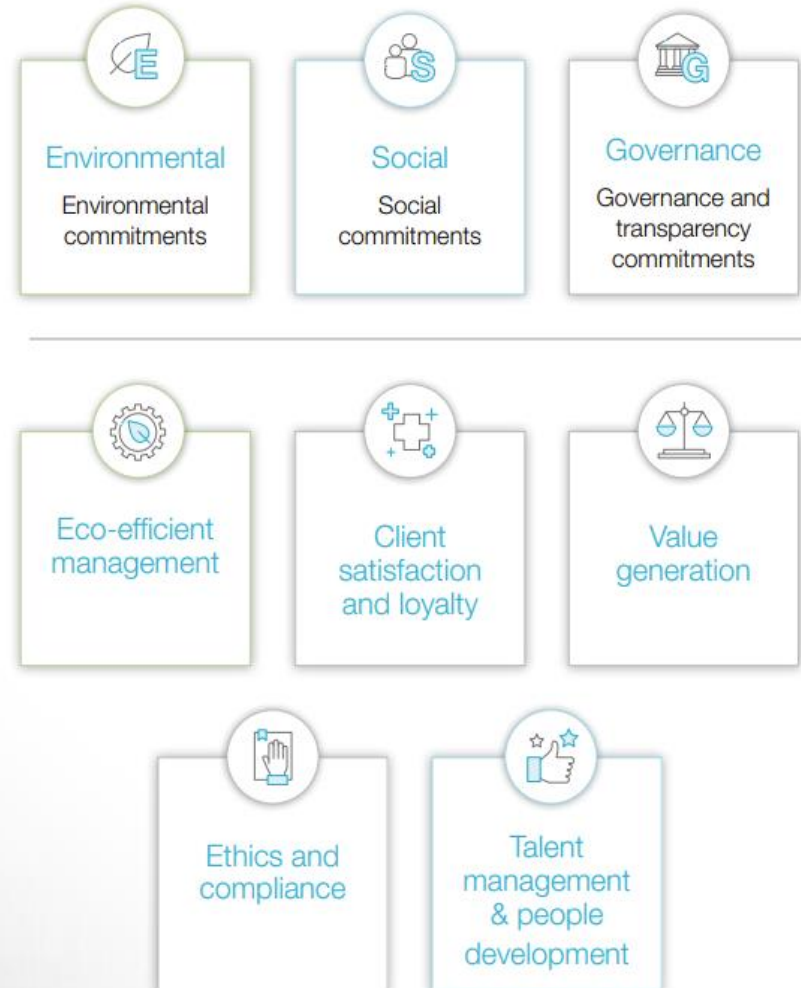 E
S
G
Environmental
Environmental
commitments
Social
Social
commitments
Governance
Governance and
transparency
commitments
Eco-efficient
management
Client
satisfaction
and loyalty
Value
generation
Ethics and
compliance
Talent
management
& people
development